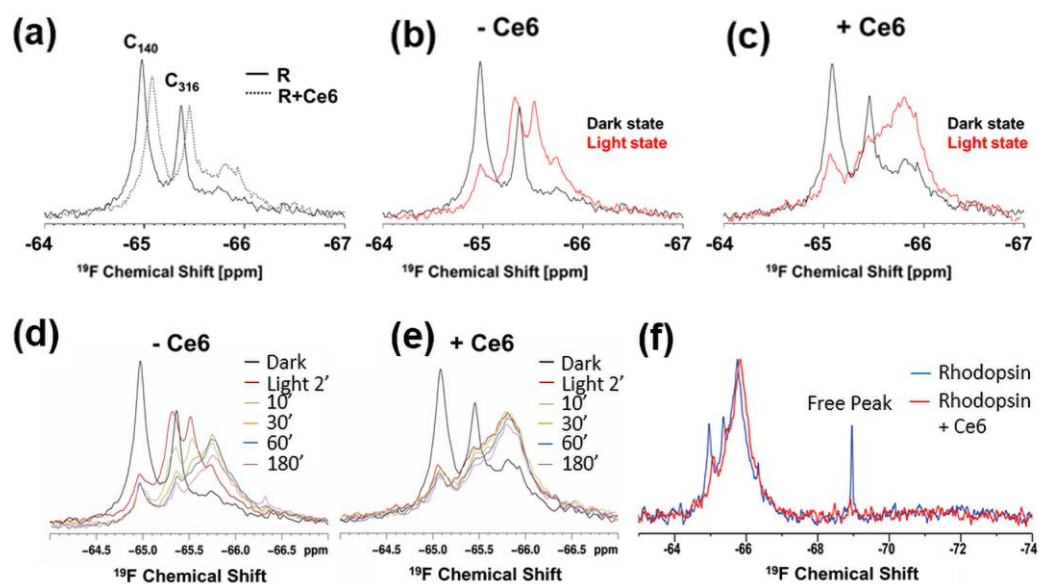 (a)
C₁₄₀
C₃₁₆
R
R+Ce6
-64 -65 -66 -67
¹⁹F Chemical Shift [ppm]
(b)
- Ce6
Dark state
Light state
-64 -65 -66 -67
¹⁹F Chemical Shift [ppm]
(c)
+ Ce6
Dark state
Light state
-64 -65 -66 -67
¹⁹F Chemical Shift [ppm]
(d)
- Ce6
Dark
Light 2’
10’
30’
60’
180’
-64.5 -65.0 -65.5 -66.0 -66.5 ppm
¹⁹F Chemical Shift
(e)
+ Ce6
Dark
Light 2’
10’
30’
60’
180’
-64.5 -65.0 -65.5 -66.0 -66.5 ppm
¹⁹F Chemical Shift
(f)
Rhodopsin
Rhodopsin
+ Ce6
Free Peak
-64 -66 -68 -70 -72 -74
¹⁹F Chemical Shift [ppm]